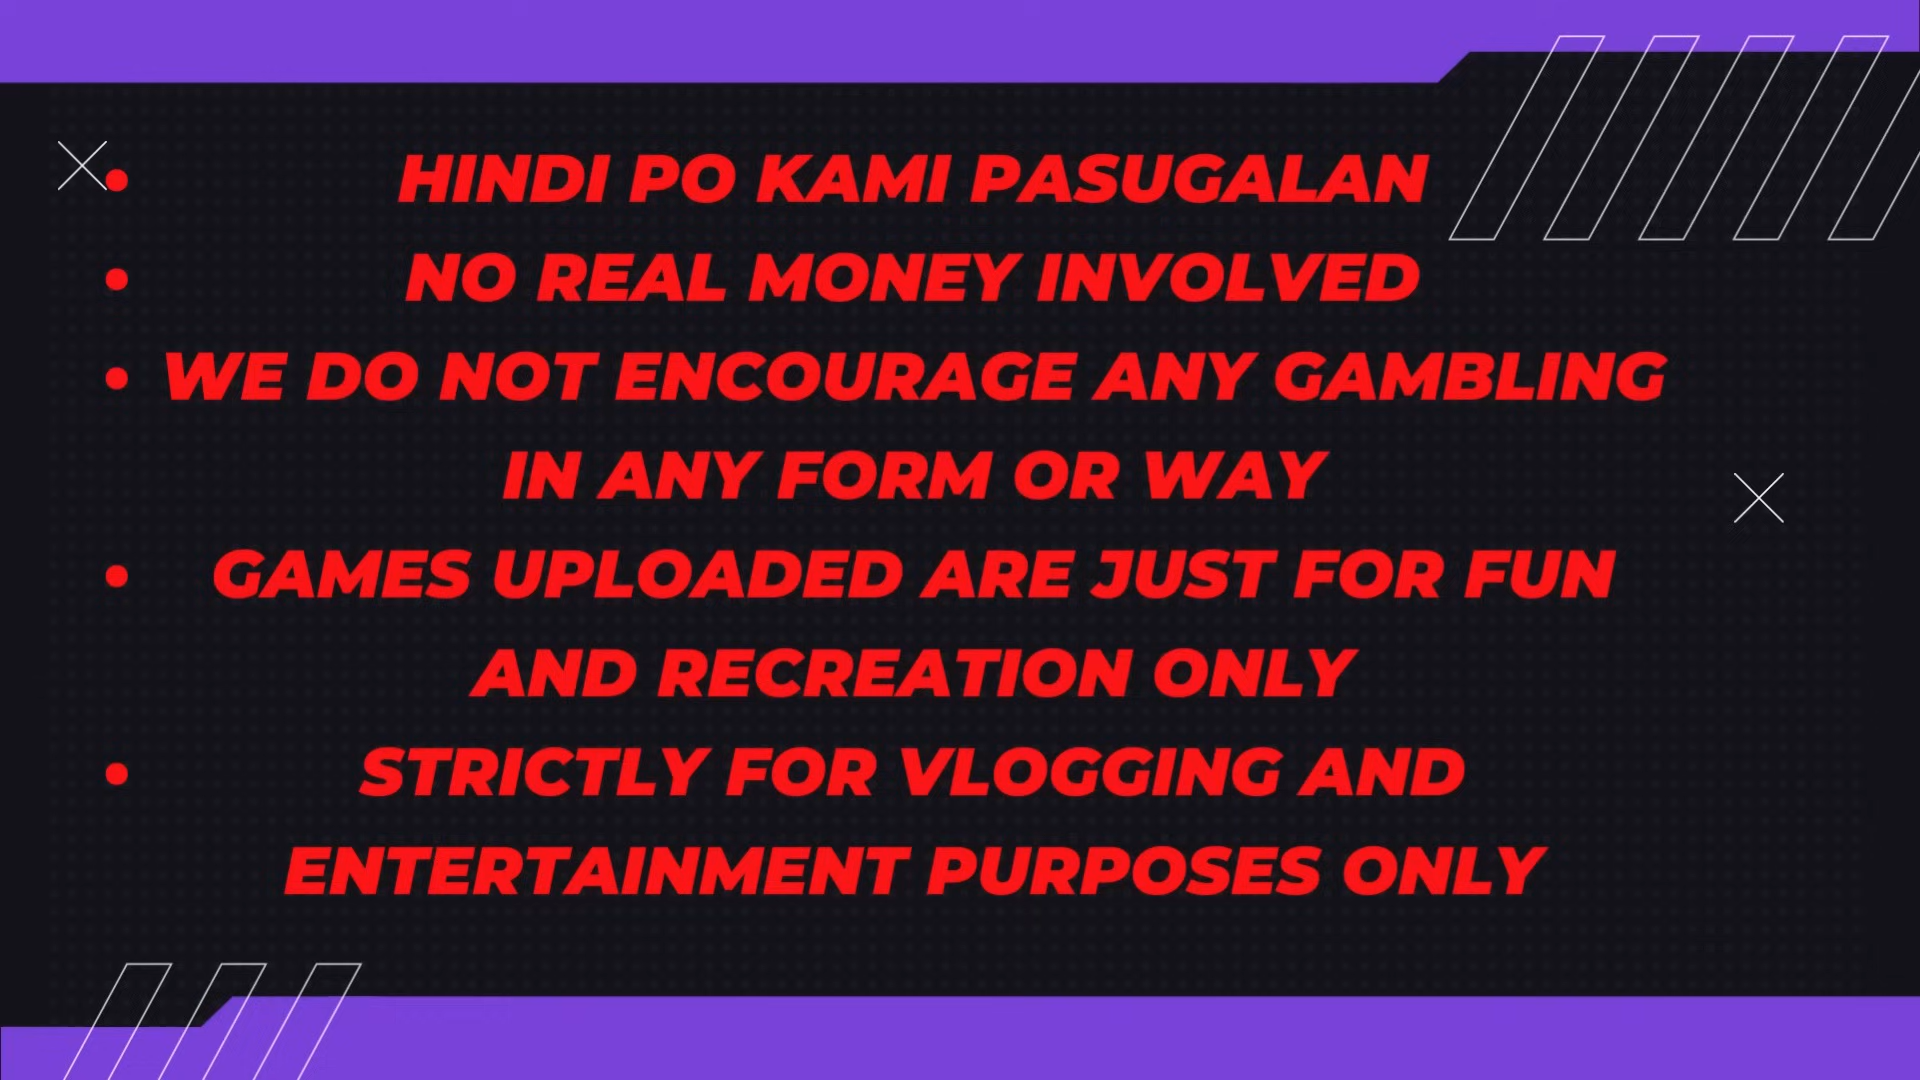 HINDI PO KAMI PASUGALAN
NO REAL MONEY INVOLVED
WE DO NOT ENCOURAGE ANY GAMBLING
IN ANY FORM OR WAY
GAMES UPLOADED ARE JUST FOR FUN
AND RECREATION ONLY
STRICTLY FOR VLOGGING AND
ENTERTAINMENT PURPOSES ONLY